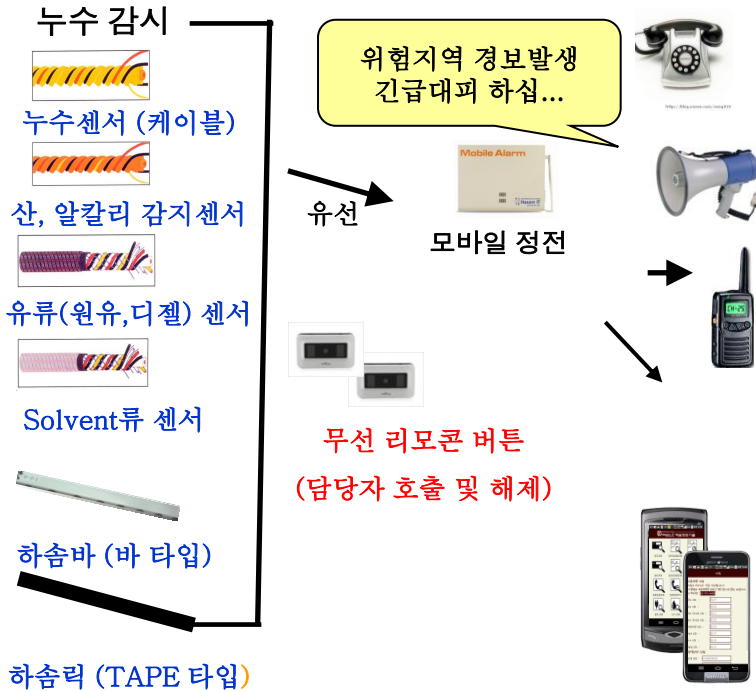 누수 감시
누수센서 (케이블)
산, 알칼리 감지센서
유류(원유,디젤) 센서
Solvent류 센서
하솜바 (바 타입)
하솜릭 (TAPE 타입)
위험지역 경보발생
긴급대피 하십...
유선
Mobile Alarm
모바일 정전
무선 리모콘 버튼
(담당자 호출 및 해제)
CH-25